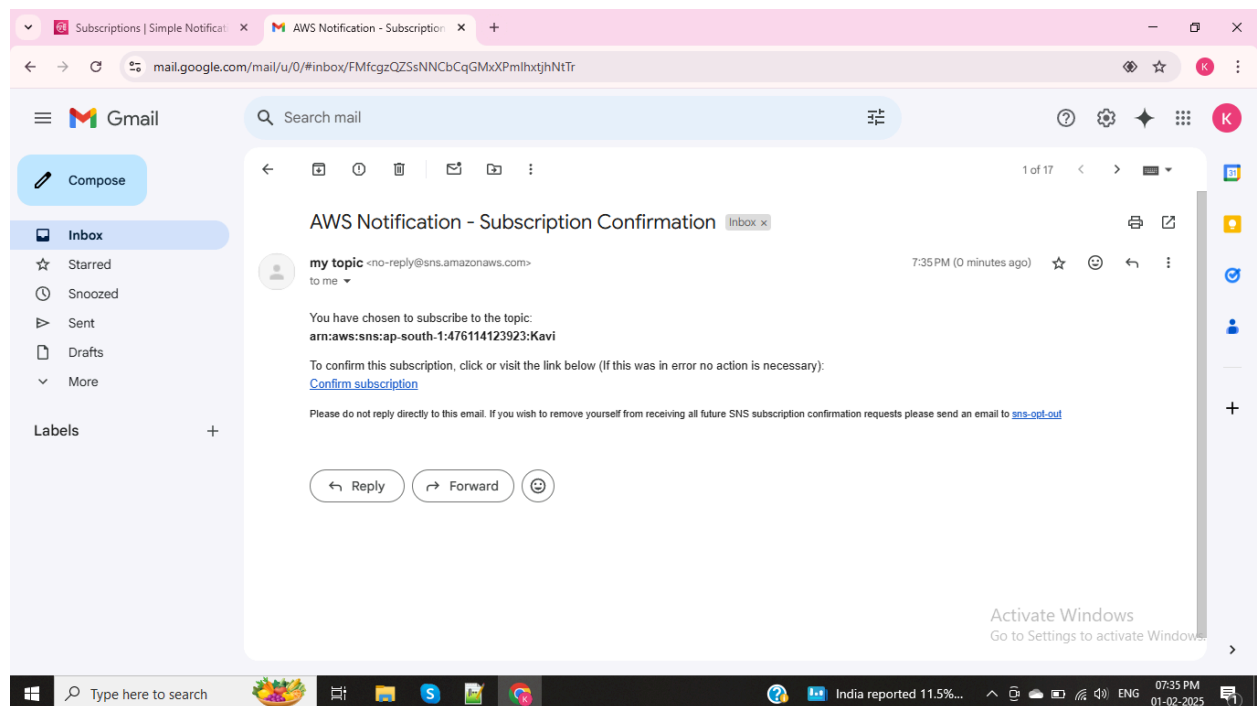 Subscriptions | Simple Notificati
AWS Notification - Subscription
mail.google.com/mail/u/0/#inbox/FMfcgzQZSsNNCbCqGMxXPmlhxtjhNtTr
K
Gmail
Search mail
K
Compose
1 of 17
31
AWS Notification - Subscription Confirmation Inbox ×
Inbox
my topic <no-reply@sns.amazonaws.com> 7:35 PM (0 minutes ago)
Starred
to me
Snoozed
You have chosen to subscribe to the topic:
Sent
arn:aws:sns:ap-south-1:476114123923:Kavi
Drafts
To confirm this subscription, click or visit the link below (If this was in error no action is necessary):
More
Confirm subscription
Please do not reply directly to this email. If you wish to remove yourself from receiving all future SNS subscription confirmation requests please send an email to sns-opt-out
Labels
Reply Forward
Activate Windows
Go to Settings to activate Windows.
Type here to search
India reported 11.5%...
ENG
07:35 PM
01-02-2025